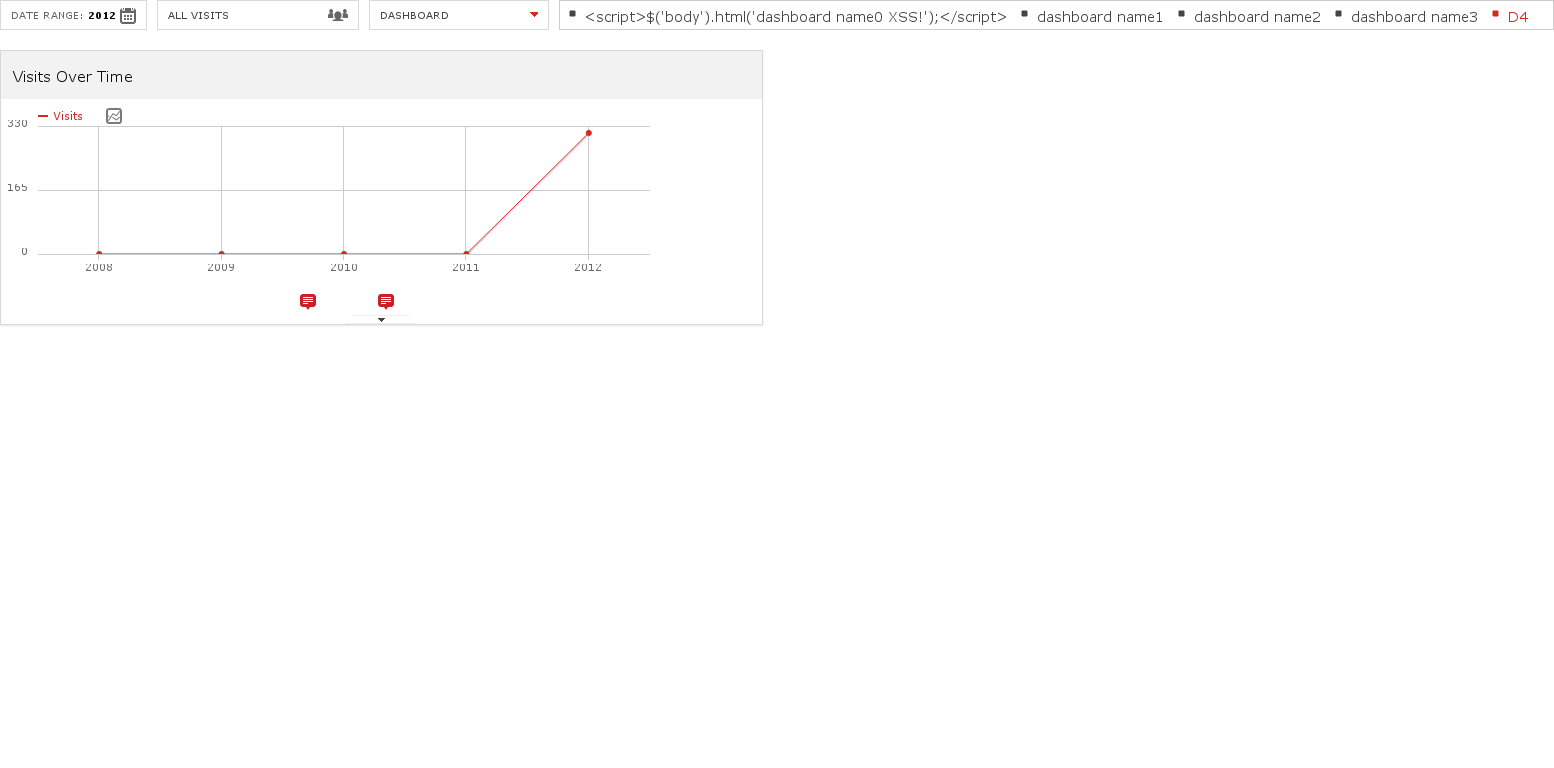 DATE RANGE: 2012 ALL VISITS DASHBOARD <script>$('body').html('dashboard name0 XSS!');</script> dashboard name1 dashboard name2 dashboard name3 D4
Visits Over Time
Visits
330
165
0
2008 2009 2010 2011 2012